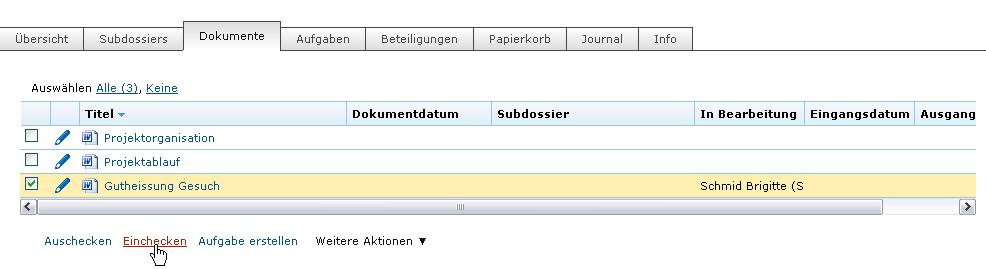 Übersicht Subdossiers Dokumente Aufgaben Beteiligungen Papierkorb Journal Info
Auswählen Alle (3), Keine
Titel Dokumentdatum Subdossier In Bearbeitung Eingangsdatum Ausgang
Projektorganisation
Projektablauf
Gutheissung Gesuch Schmid Brigitte (S
Auschecken Einchecken Aufgabe erstellen Weitere Aktionen ▼